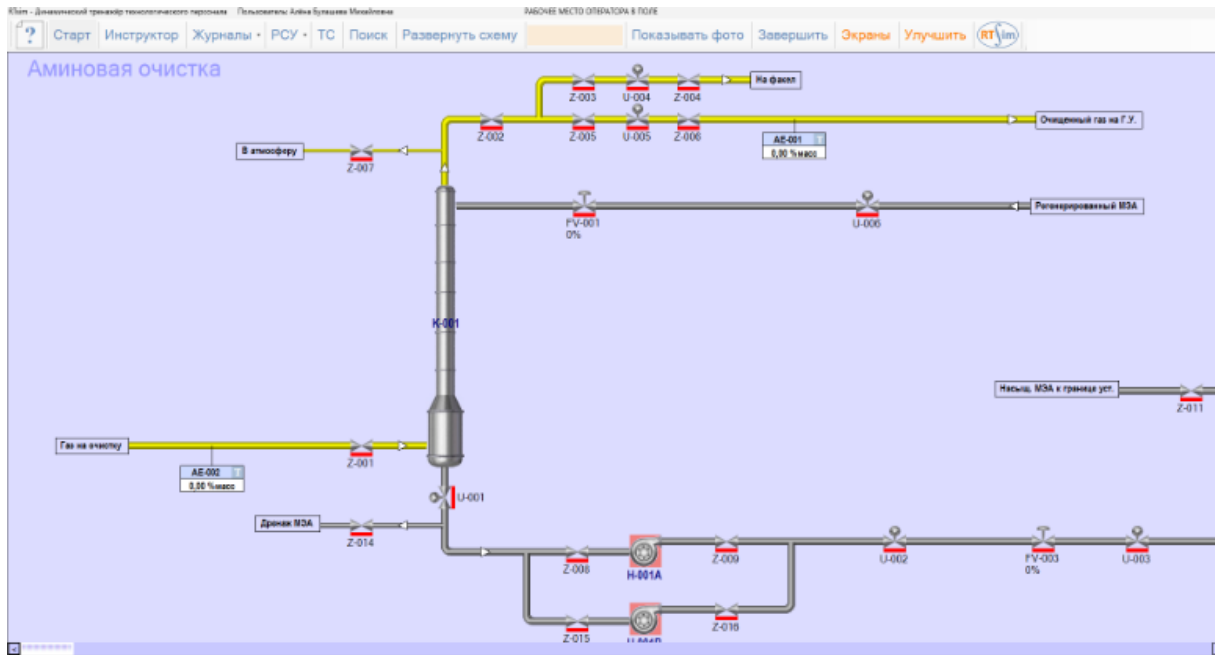 RTsim - Динамический тренажёр технологического персонала Пользователь: Алёна Булашева Михайловна РАБОЧЕЕ МЕСТО ОПЕРАТОРА В ПОЛЕ
? Старт Инструктор Журналы РСУ ТС Поиск Развернуть схему Показывать фото Завершить Экраны Улучшить RTsim
Аминовая очистка
На факел
Z-003 U-004 Z-004
Очищенный газ на Г.У.
Z-002 Z-005 U-005 Z-006
AE-001 T
0,00 %масс
В атмосферу
Z-007
Регенерированный МЭА
FV-001 U-006
0%
K-001
Насыщ. МЭА к границе уст.
Z-011
Газ на очистку
Z-001
AE-002 T
0,00 %масс
U-001
Дренаж МЭА
Z-014
Z-008 Z-009 U-002 FV-003 U-003
H-001A 0%
Z-015 Z-016
H-001B